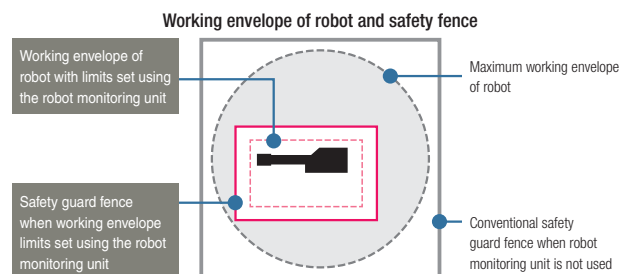 Working envelope of robot and safety fence
Working envelope of
robot with limits set using
the robot monitoring unit
Maximum working envelope
of robot
Safety guard fence
when working envelope
limits set using the robot
monitoring unit
Conventional safety
guard fence when robot
monitoring unit is not used